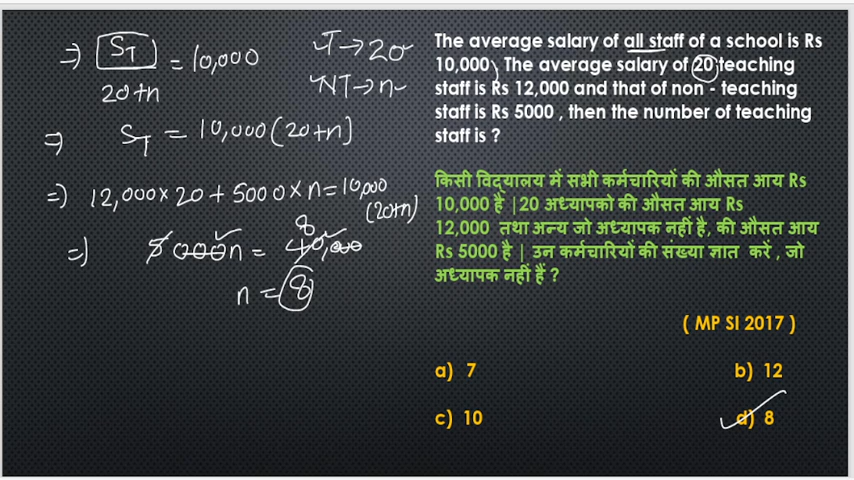 ⇒ S_T / 20+n = 10,000
T → 20
NT → n
⇒ S_T = 10,000 (20+n)
⇒ 12,000 × 20 + 5000 × n = 10,000 (20+n)
8
⇒ 5000n = 40,000
n = 8
The average salary of all staff of a school is Rs
10,000 . The average salary of 20 teaching
staff is Rs 12,000 and that of non - teaching
staff is Rs 5000 , then the number of teaching
staff is ?
किसी विद्यालय में सभी कर्मचारियों की औसत आय Rs
10,000 है | 20 अध्यापको की औसत आय Rs
12,000 तथा अन्य जो अध्यापक नहीं है, की औसत आय
Rs 5000 है | उन कर्मचारियों की संख्या ज्ञात करें, जो
अध्यापक नहीं हैं ?
( MP SI 2017 )
a) 7
b) 12
c) 10
d) 8